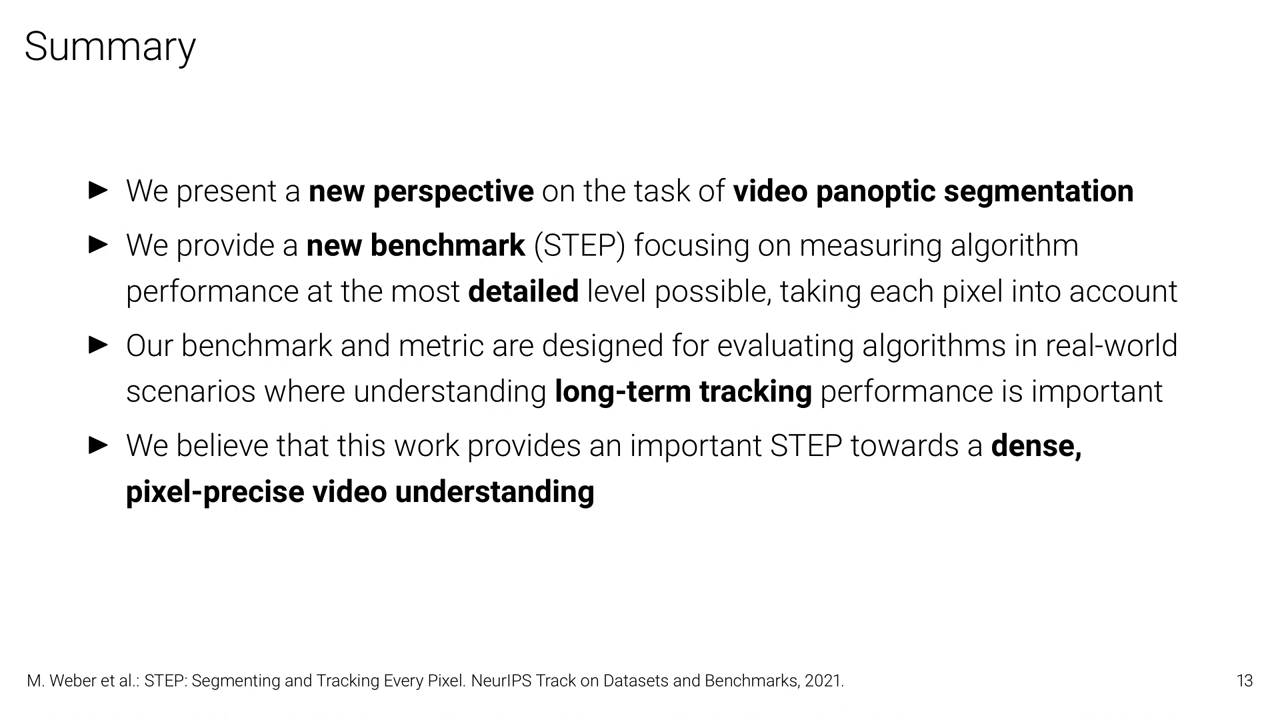 Summary
► We present a new perspective on the task of video panoptic segmentation
► We provide a new benchmark (STEP) focusing on measuring algorithm
performance at the most detailed level possible, taking each pixel into account
► Our benchmark and metric are designed for evaluating algorithms in real-world
scenarios where understanding long-term tracking performance is important
► We believe that this work provides an important STEP towards a dense,
pixel-precise video understanding
M. Weber et al.: STEP: Segmenting and Tracking Every Pixel. NeurIPS Track on Datasets and Benchmarks, 2021. 13